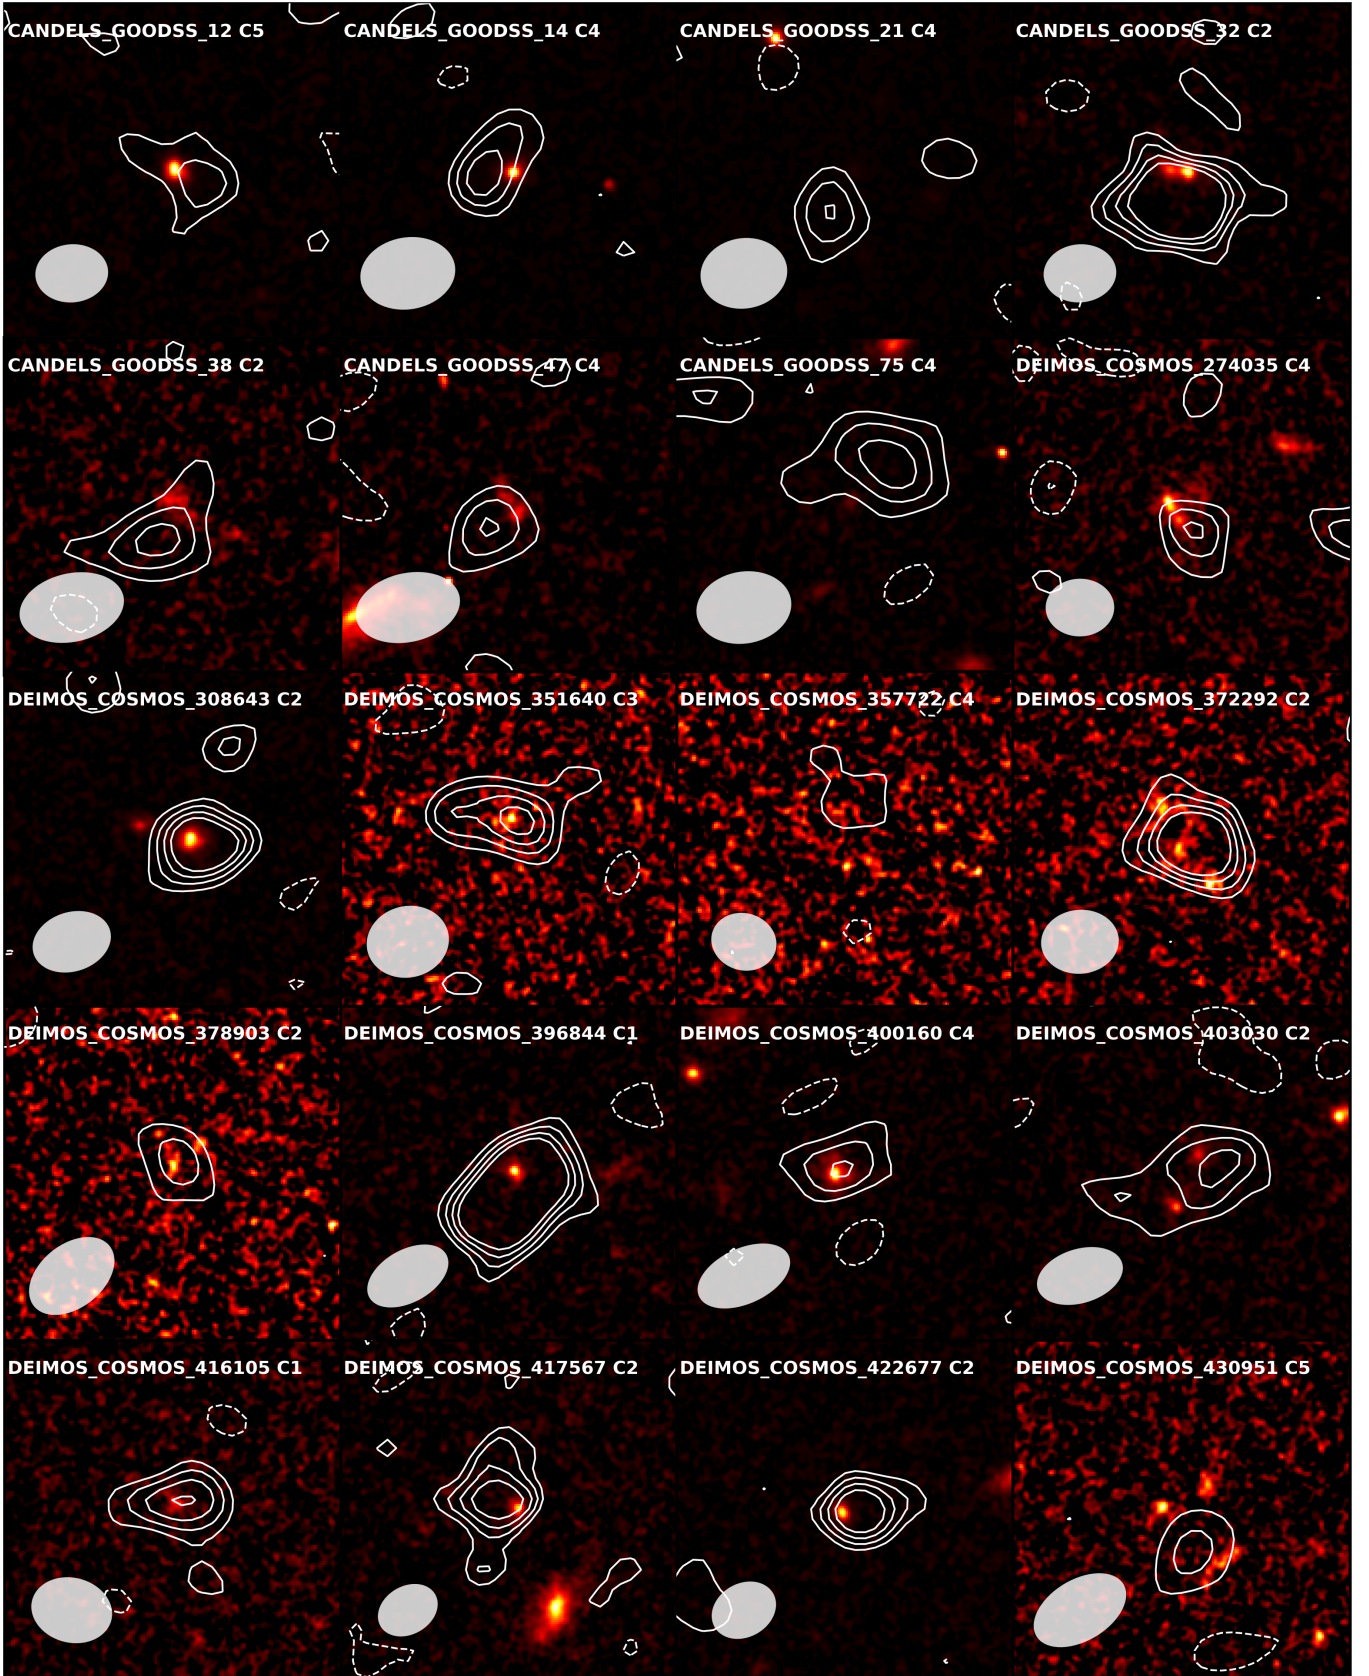 CANDELS_GOODSS_12 C5
CANDELS_GOODSS_14 C4
CANDELS_GOODSS_21 C4
CANDELS_GOODSS_32 C2
CANDELS_GOODSS_38 C2
CANDELS_GOODSS_47 C4
CANDELS_GOODSS_75 C4
DEIMOS_COSMOS_274035 C4
DEIMOS_COSMOS_308643 C2
DEIMOS_COSMOS_351640 C3
DEIMOS_COSMOS_357722 C4
DEIMOS_COSMOS_372292 C2
DEIMOS_COSMOS_378903 C2
DEIMOS_COSMOS_396844 C1
DEIMOS_COSMOS_400160 C4
DEIMOS_COSMOS_403030 C2
DEIMOS_COSMOS_416105 C1
DEIMOS_COSMOS_417567 C2
DEIMOS_COSMOS_422677 C2
DEIMOS_COSMOS_430951 C5